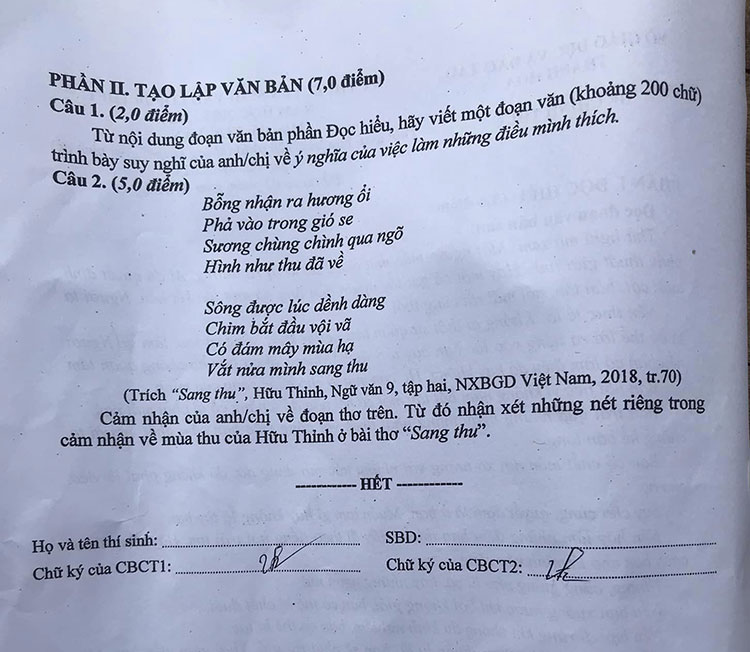 PHẦN II. TẠO LẬP VĂN BẢN (7,0 điểm)
Câu 1. (2,0 điểm)
Từ nội dung đoạn văn bản phần Đọc hiểu, hãy viết một đoạn văn (khoảng 200 chữ)
trình bày suy nghĩ của anh/chị về ý nghĩa của việc làm những điều mình thích.
Câu 2. (5,0 điểm)
Bỗng nhận ra hương ổi
Phả vào trong gió se
Sương chùng chình qua ngõ
Hình như thu đã về
Sông được lúc dềnh dàng
Chim bắt đầu vội vã
Có đám mây mùa hạ
Vắt nửa mình sang thu
(Trích “Sang thu”, Hữu Thỉnh, Ngữ văn 9, tập hai, NXBGD Việt Nam, 2018, tr.70)
Cảm nhận của anh/chị về đoạn thơ trên. Từ đó nhận xét những nét riêng trong
cảm nhận về mùa thu của Hữu Thỉnh ở bài thơ “Sang thu”.
------------ HẾT ------------
Họ và tên thí sinh: SBD:
Chữ ký của CBCT1: Chữ ký của CBCT2: